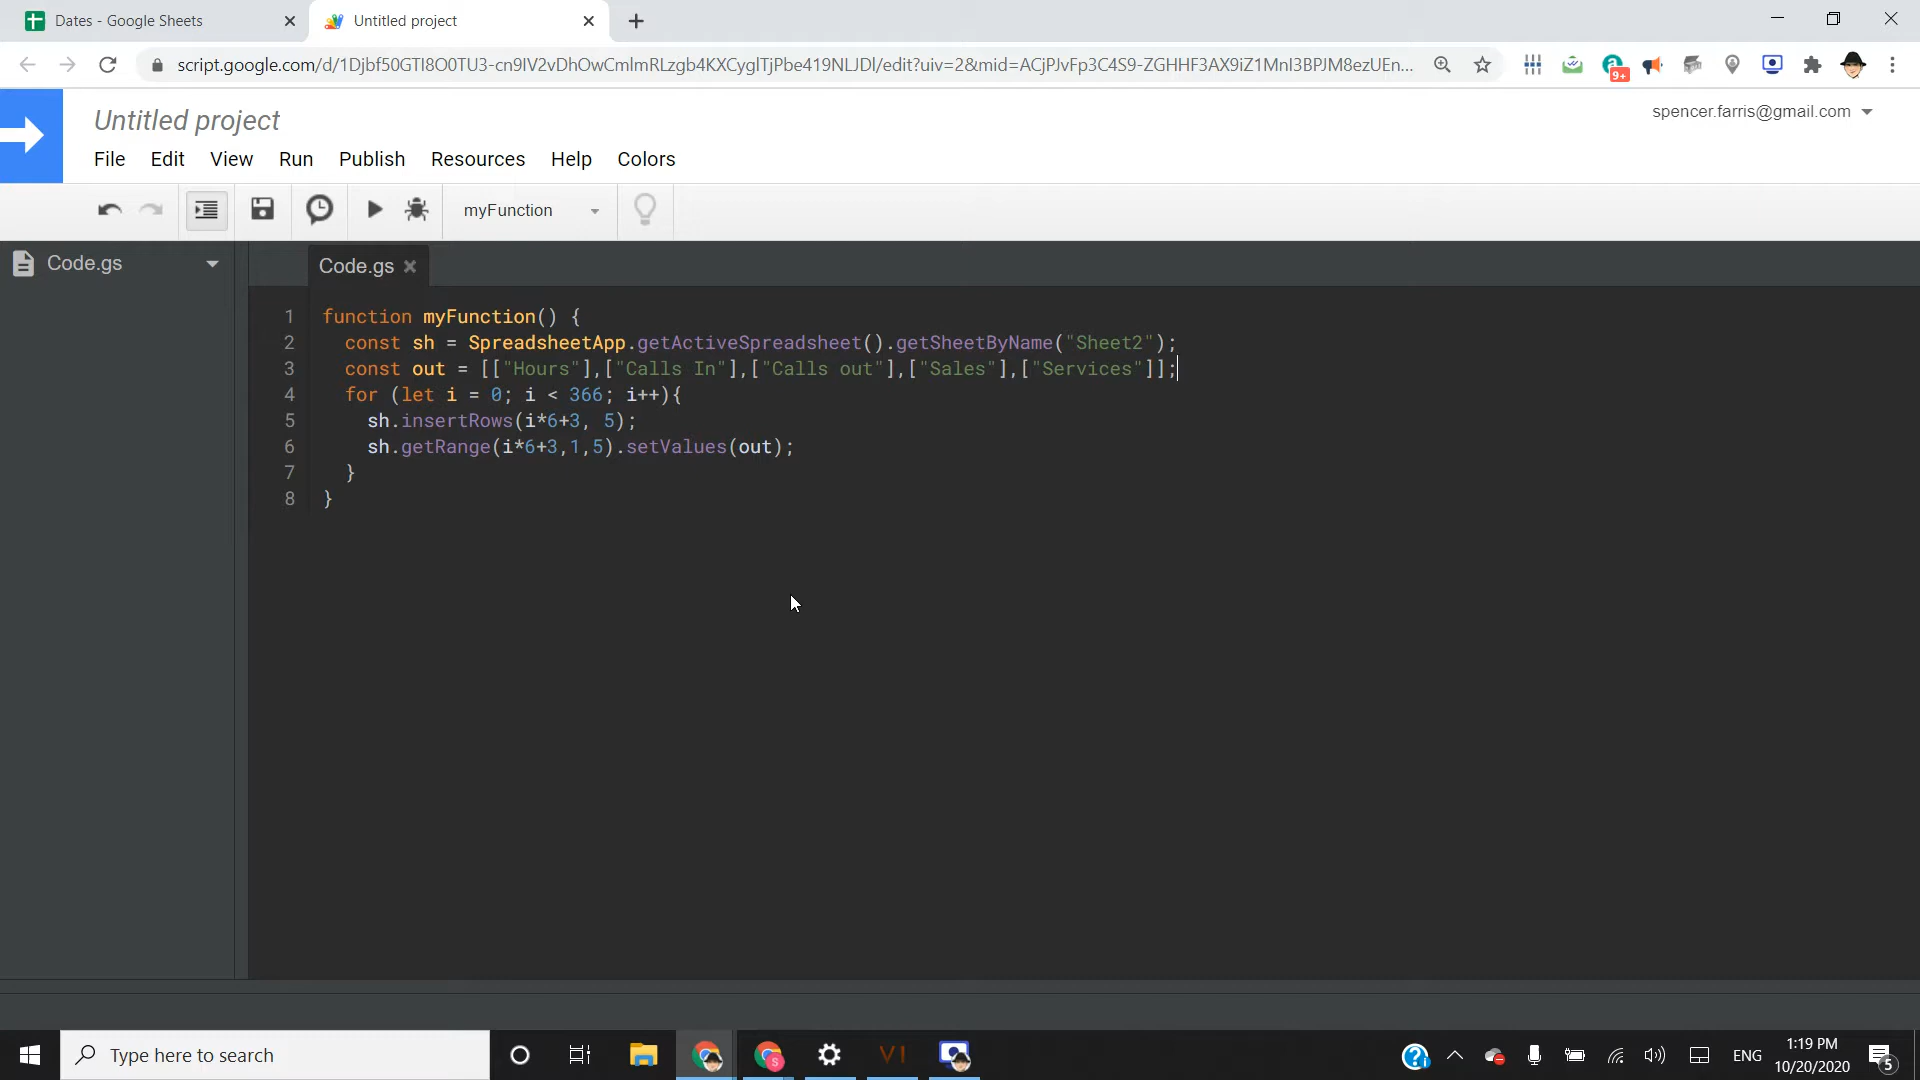 Dates - Google Sheets
Untitled project
script.google.com/d/1Djbf50GTI8O0TU3-cn9IV2vDhOwCmlmRLzgb4KXCyglTjPbe419NLJDl/edit?uiv=2&mid=ACjPJvFp3C4S9-ZGHHF3AX9iZ1MnI3BPJM8ezUEn...
9+
Untitled project
spencer.farris@gmail.com
File Edit View Run Publish Resources Help Colors
myFunction
Code.gs
Code.gs
1 function myFunction() {
2 const sh = SpreadsheetApp.getActiveSpreadsheet().getSheetByName("Sheet2");
3 const out = [["Hours"],["Calls In"],["Calls out"],["Sales"],["Services"]];
4 for (let i = 0; i < 366; i++){
5 sh.insertRows(i*6+3, 5);
6 sh.getRange(i*6+3,1,5).setValues(out);
7 }
8 }
Type here to search
V1
S
ENG
1:19 PM
10/20/2020
5